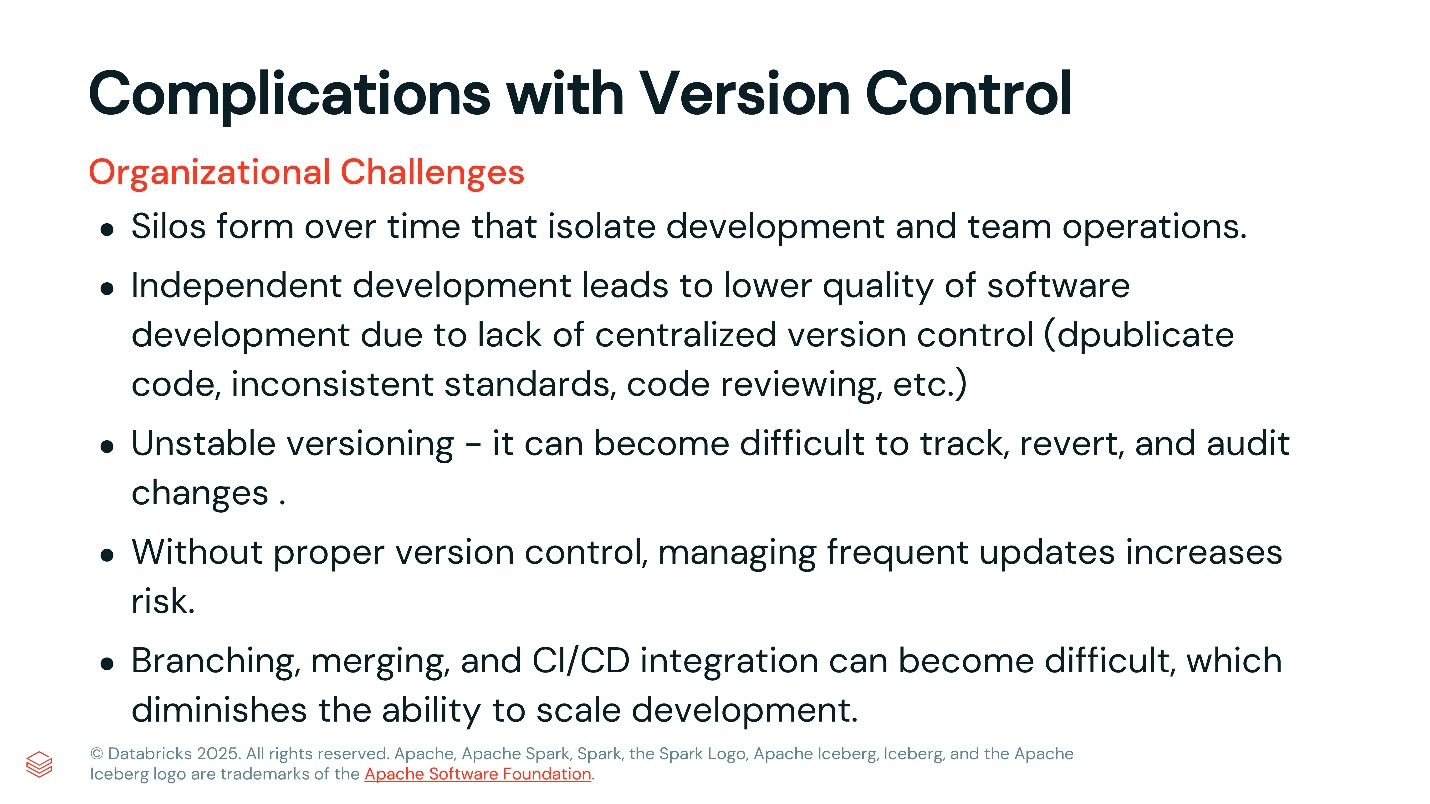 Complications with Version Control
Organizational Challenges
● Silos form over time that isolate development and team operations.
● Independent development leads to lower quality of software
development due to lack of centralized version control (dpublicate
code, inconsistent standards, code reviewing, etc.)
● Unstable versioning – it can become difficult to track, revert, and audit
changes .
● Without proper version control, managing frequent updates increases
risk.
● Branching, merging, and CI/CD integration can become difficult, which
diminishes the ability to scale development.
© Databricks 2025. All rights reserved. Apache, Apache Spark, Spark, the Spark Logo, Apache Iceberg, Iceberg, and the Apache
Iceberg logo are trademarks of the Apache Software Foundation.